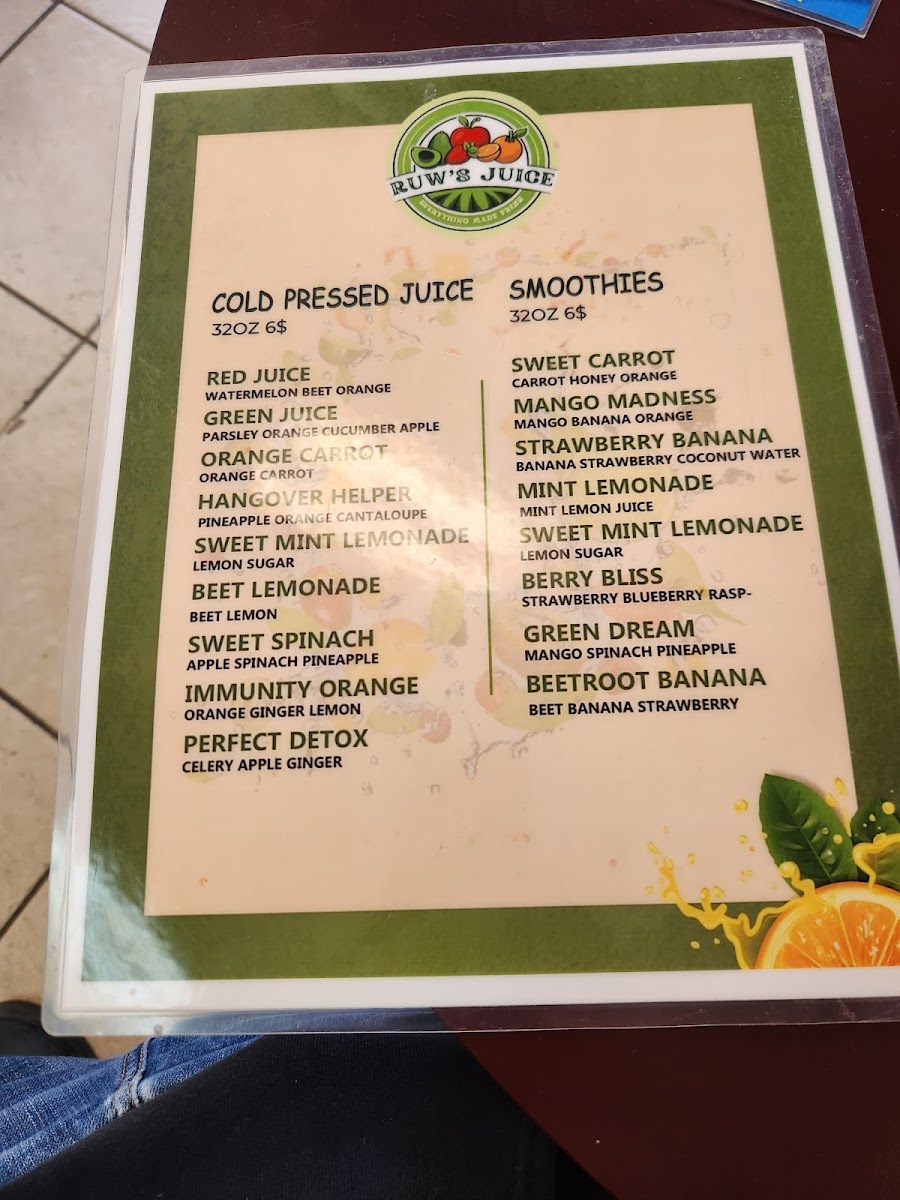 RUW'S JUICE
EVERYTHING MADE FRESH
COLD PRESSED JUICE
32OZ 6$
RED JUICE
WATERMELON BEET ORANGE
GREEN JUICE
PARSLEY ORANGE CUCUMBER APPLE
ORANGE CARROT
ORANGE CARROT
HANGOVER HELPER
PINEAPPLE ORANGE CANTALOUPE
SWEET MINT LEMONADE
LEMON SUGAR
BEET LEMONADE
BEET LEMON
SWEET SPINACH
APPLE SPINACH PINEAPPLE
IMMUNITY ORANGE
ORANGE GINGER LEMON
PERFECT DETOX
CELERY APPLE GINGER
SMOOTHIES
32OZ 6$
SWEET CARROT
CARROT HONEY ORANGE
MANGO MADNESS
MANGO BANANA ORANGE
STRAWBERRY BANANA
BANANA STRAWBERRY COCONUT WATER
MINT LEMONADE
MINT LEMON JUICE
SWEET MINT LEMONADE
LEMON SUGAR
BERRY BLISS
STRAWBERRY BLUEBERRY RASP-
GREEN DREAM
MANGO SPINACH PINEAPPLE
BEETROOT BANANA
BEET BANANA STRAWBERRY